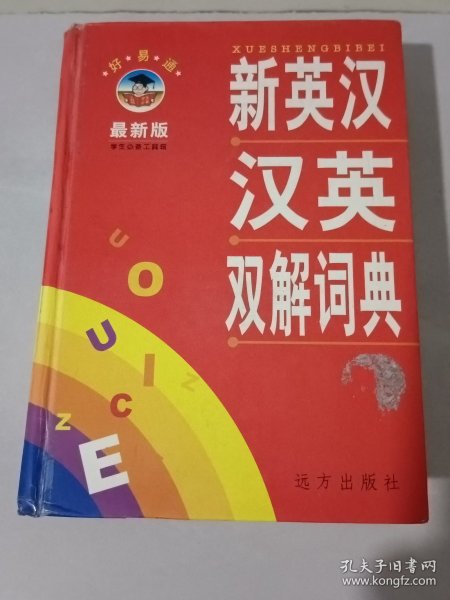 XUESHENGBIBEI
好易通
最新版
学生必备工具书
新英汉
汉英
双解词典
U
O
U
I
Z
C
Z
E
远方出版社
孔夫子旧书网
www.kongfz.com